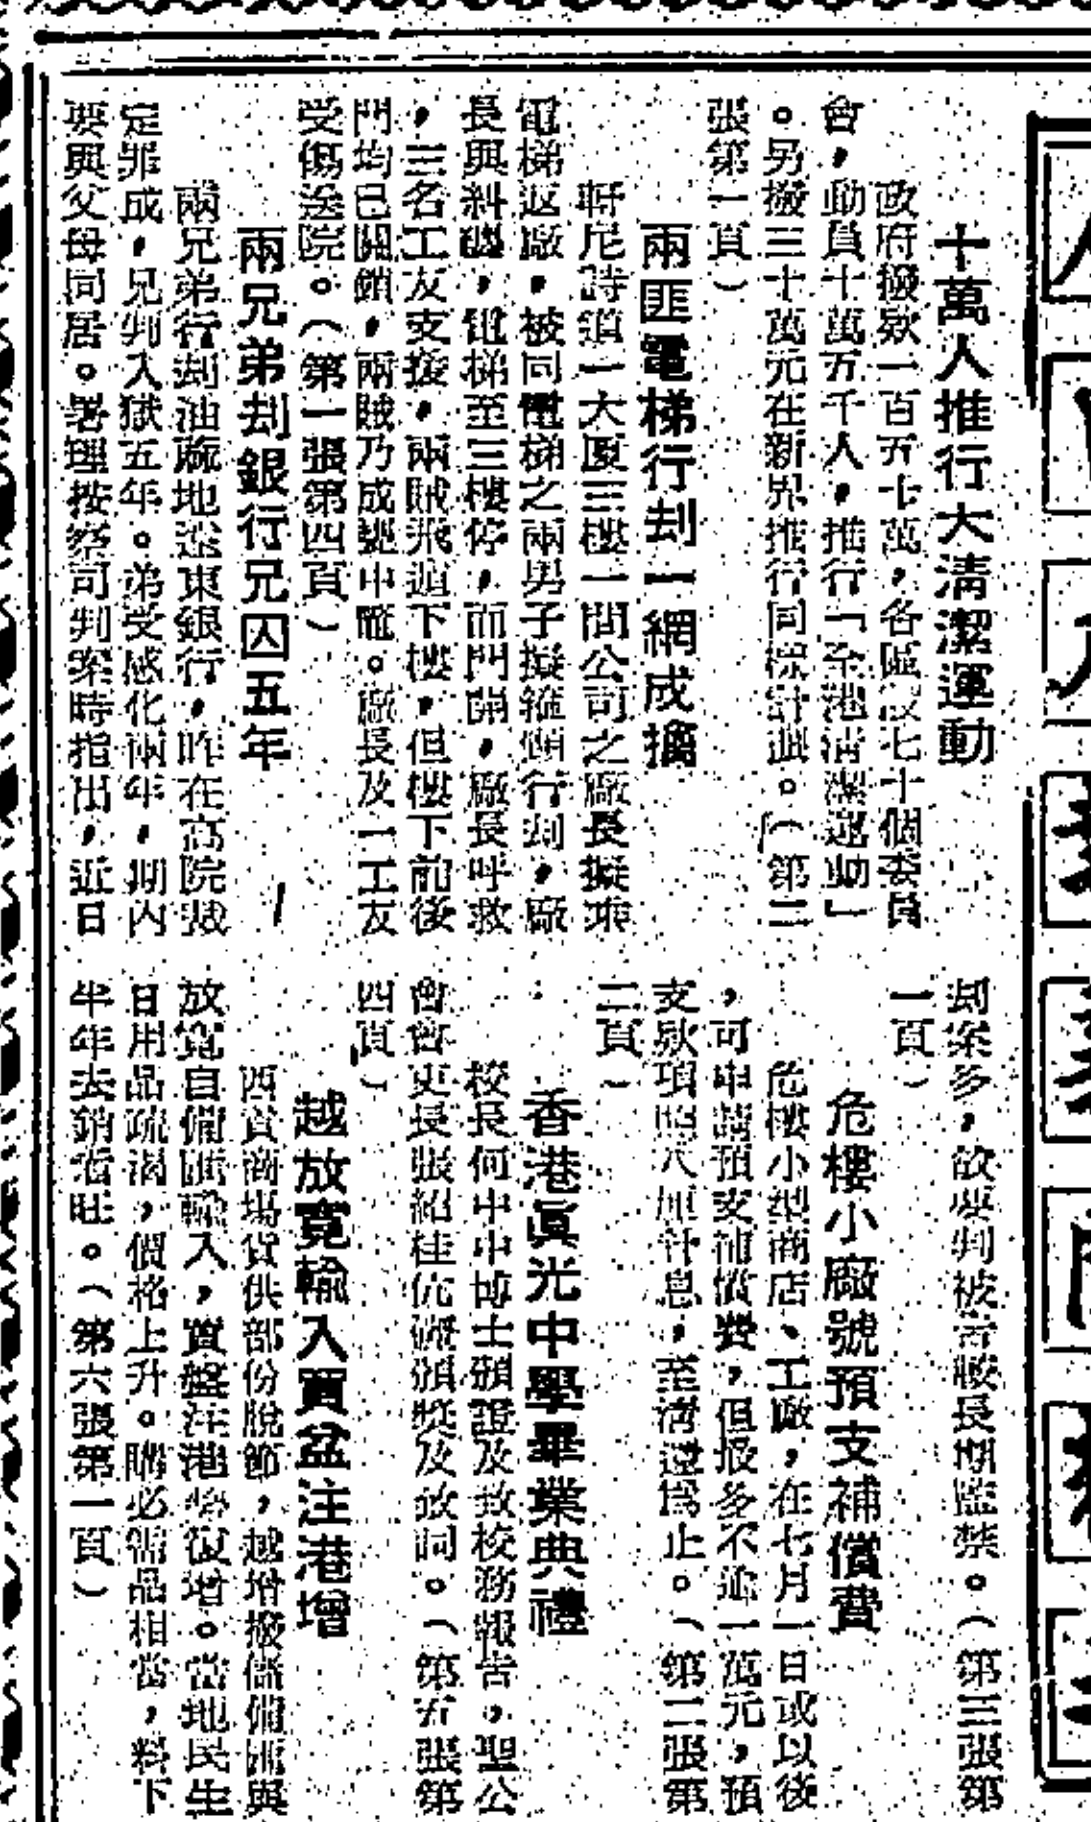 十萬人推行大清潔運動
政府撥欵一百五十萬，各區設七十個委員
會，動員十萬五千人，推行「全港清潔運動」
。另撥三十萬元在新界推行同樣計劃。（第二
張第一頁）
兩匪電梯行刦一網成擒
軒尼詩道一大厦三樓一間公司之廠長擬乘
電梯返廠，被同電梯之兩男子擬箍頸行刦，廠
長與糾纏，電梯至三樓停，而門開，廠長呼救
，三名工友支援，兩賊飛遁下樓，但樓下前後
門均已關鎖，兩賊乃成甕中鼈。廠長及一工友
受傷送院。（第一張第四頁）
兩兄弟刦銀行兄囚五年
兩兄弟行刦油蔴地遠東銀行，昨在高院裁
定罪成，兄判入獄五年。弟受感化兩年，期內
要與父母同居。署理按察司判案時指出，近日
刦案多，故要判被告較長期監禁。（第三張第
一頁）
危樓小廠號預支補償費
危樓小型商店、工廠，在七月一日或以後
，可申請預支補償費，但最多不逾一萬元，預
支欵項照八厘計息，至清還為止。（第二張第
二頁）
香港眞光中學畢業典禮
校長何中中博士頒證及致校務報告，聖公
會會吏長張紹桂伉儷頒獎及致詞。（第五張第
四頁）
越放寬輸入買盆注港增
西貢商場貨供部份脫節，越增撥儲備匯與
放寬自備匯輸入，買盤注港將復增。當地民生
日用品疏涸，價格上升。購必需品相當，料下
半年去銷看旺。（第六張第一頁）